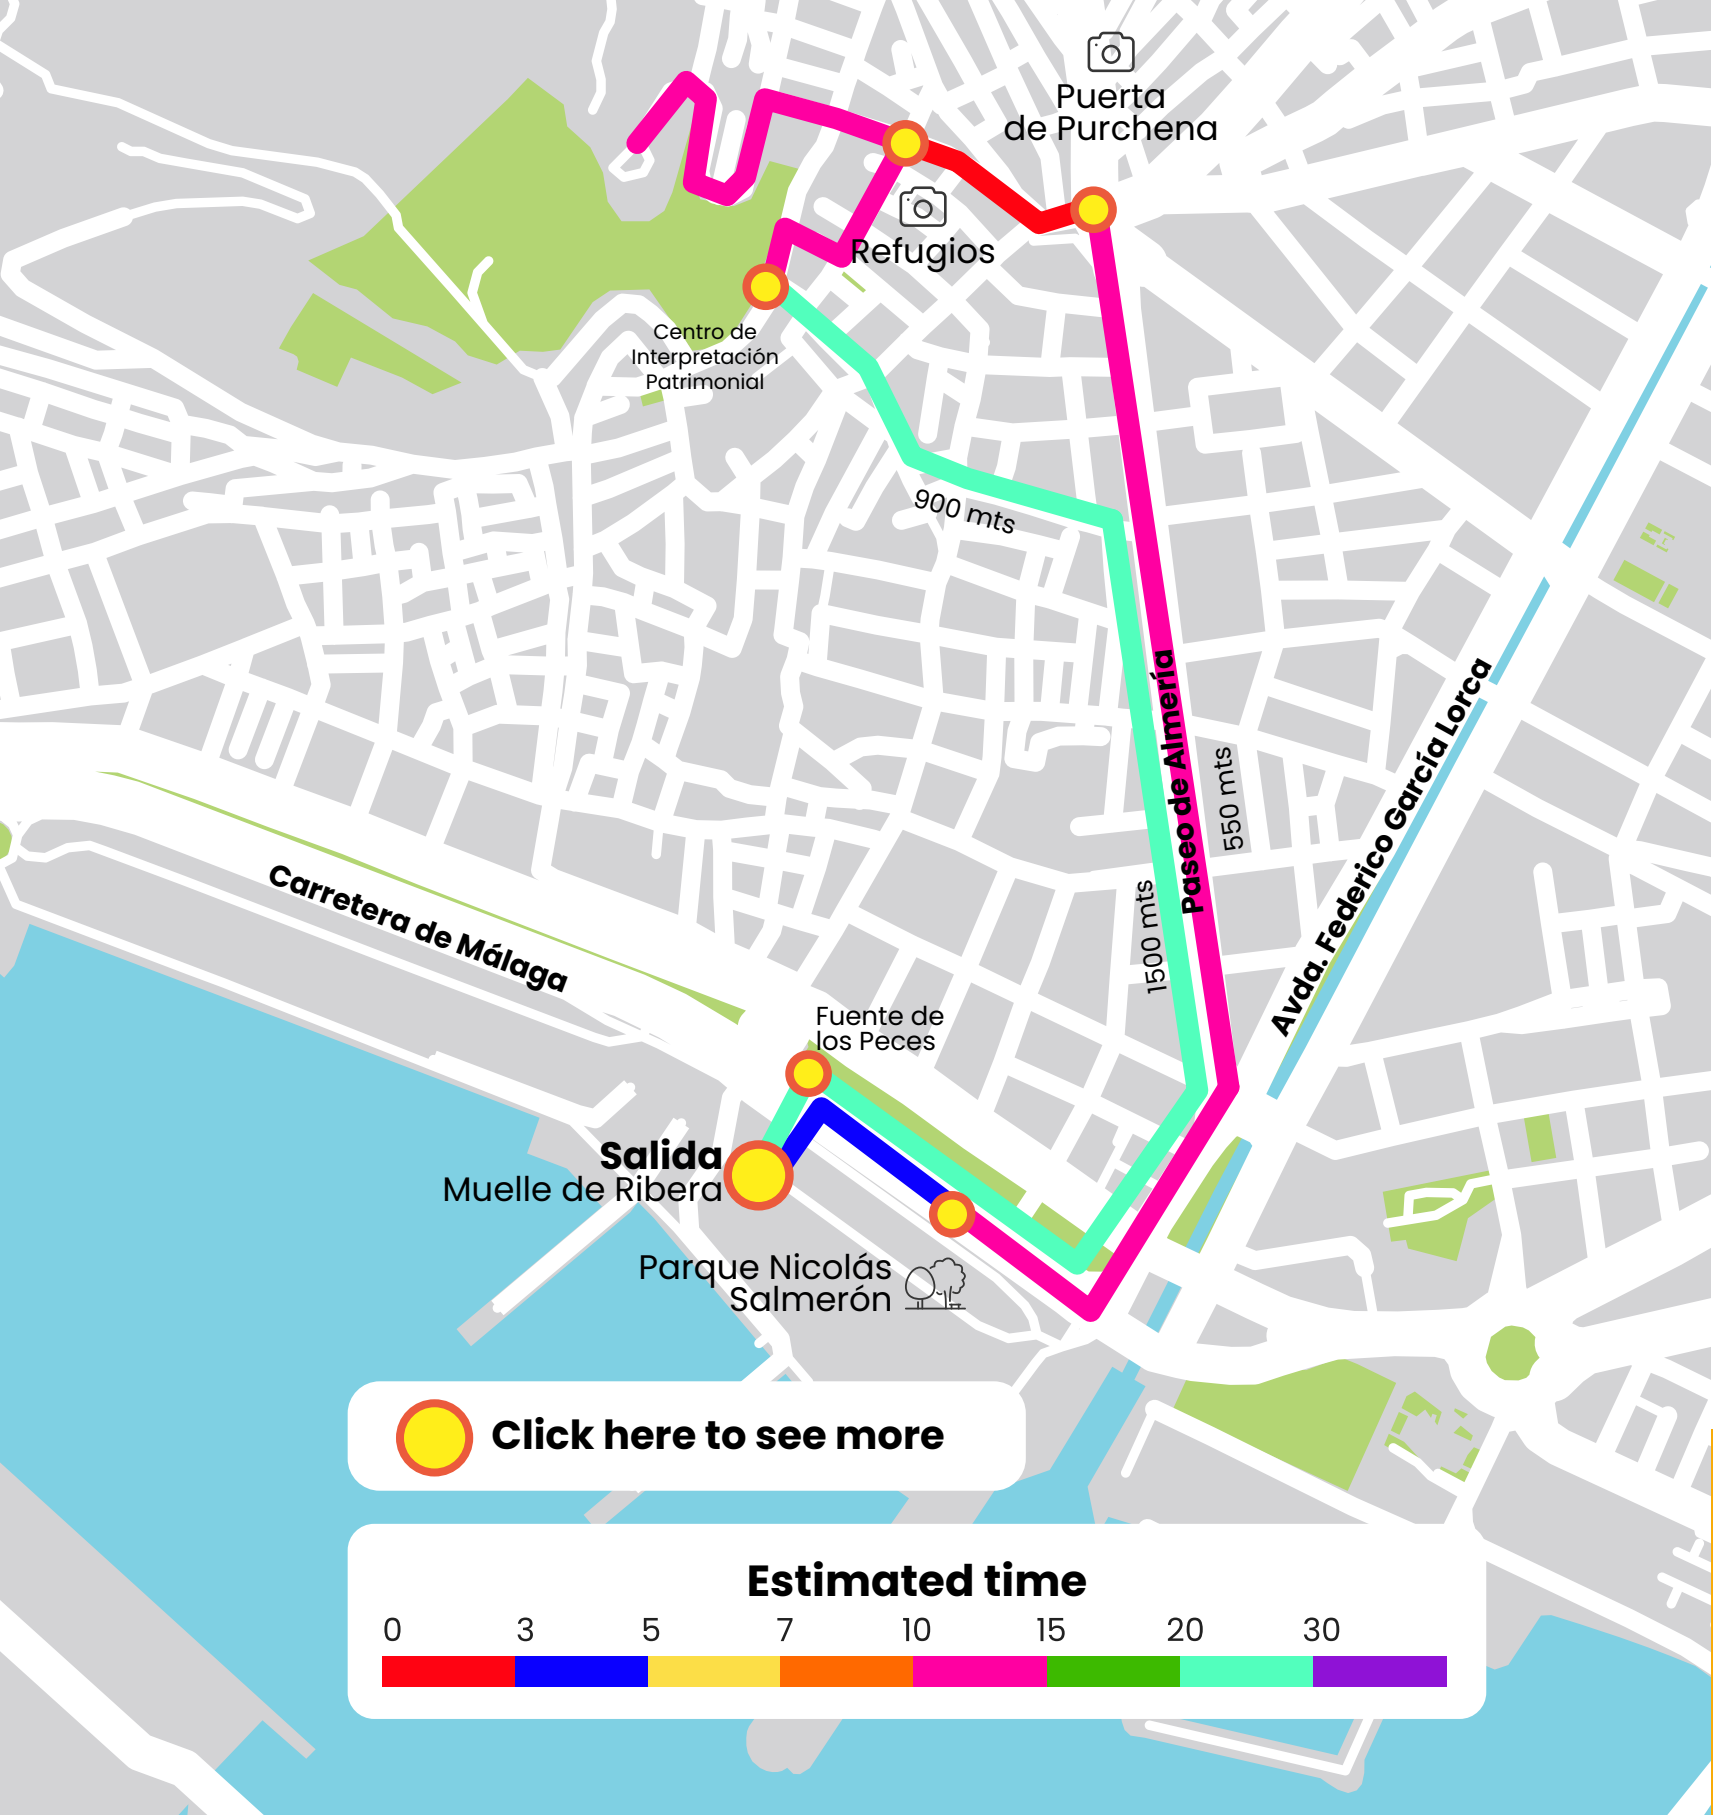 Puerta
de Purchena
Refugios
Centro de
Interpretación
Patrimonial
900 mts
Paseo de Almería
550 mts
1500 mts
Avda. Federico García Lorca
Carretera de Málaga
Fuente de
los Peces
Salida
Muelle de Ribera
Parque Nicolás
Salmerón
Click here to see more
Estimated time
0 3 5 7 10 15 20 30